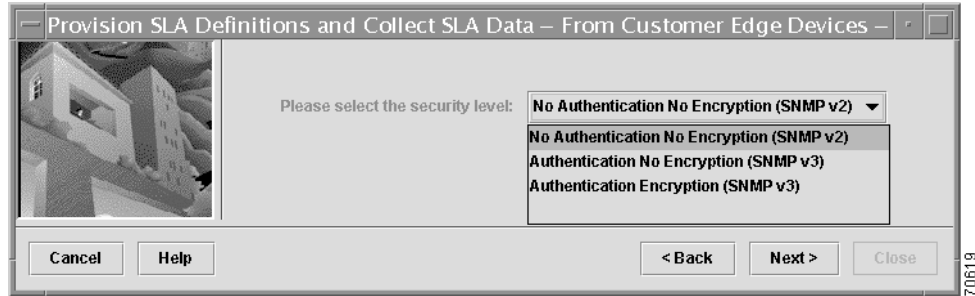 Provision SLA Definitions and Collect SLA Data – From Customer Edge Devices –
Please select the security level:
No Authentication No Encryption (SNMP v2)
No Authentication No Encryption (SNMP v2)
Authentication No Encryption (SNMP v3)
Authentication Encryption (SNMP v3)
Cancel
Help
< Back
Next >
Close
70619